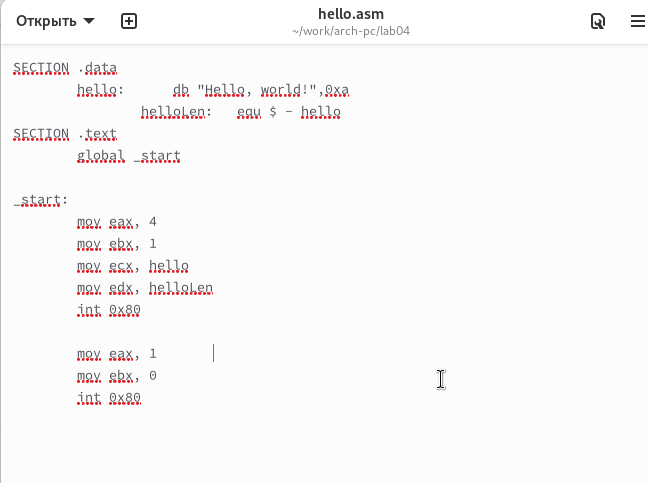 Открыть
hello.asm
~/work/arch-pc/lab04
SECTION .data
hello: db "Hello, world!",0xa
helloLen: equ $ - hello
SECTION .text
global _start
_start:
mov eax, 4
mov ebx, 1
mov ecx, hello
mov edx, helloLen
int 0x80
mov eax, 1
mov ebx, 0
int 0x80